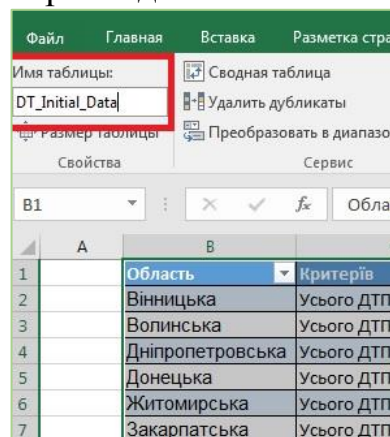 Файл Главная Вставка Разметка стра
Имя таблицы: Сводная таблица
DT_Initial_Data Удалить дубликаты
Размер таблицы Преобразовать в диапазо
Свойства Сервис
B1 fx Обла
A B
1 Область Критерїв
2 Вінницька Усього ДТП
3 Волинська Усього ДТП
4 Дніпропетровська Усього ДТП
5 Донецька Усього ДТП
6 Житомирська Усього ДТП
7 Закарпатська Усього ДТП